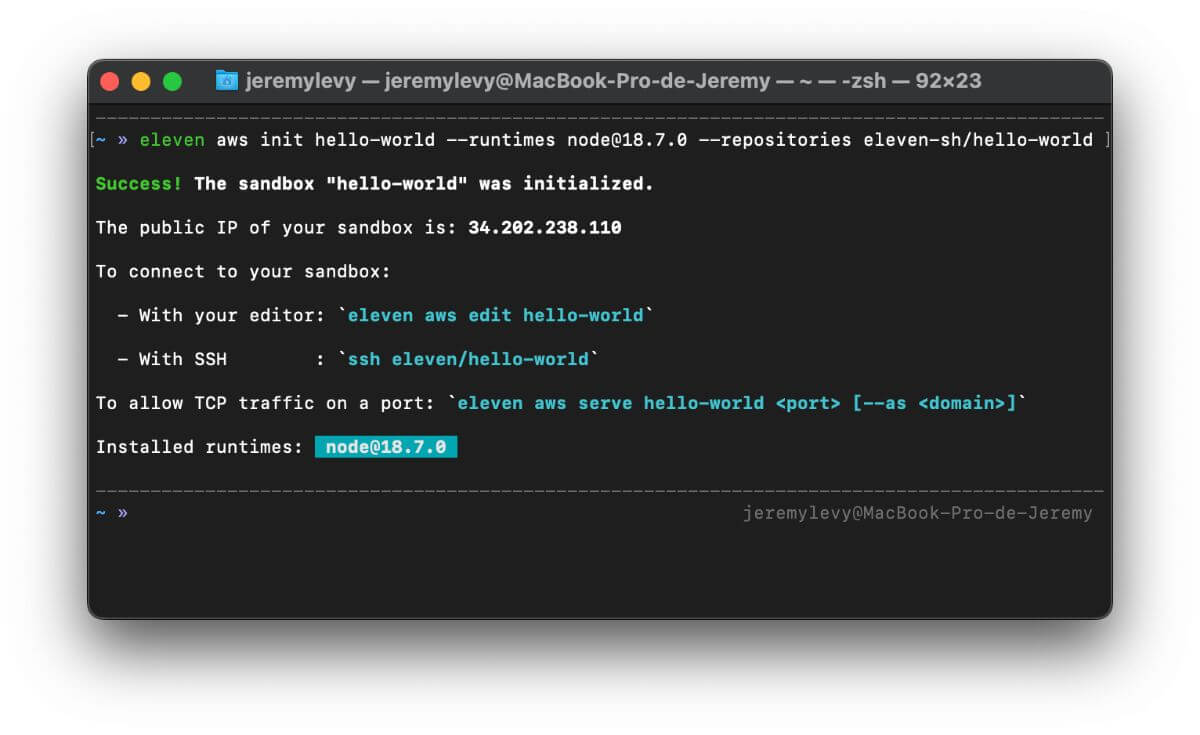 jeremylevy — jeremylevy@MacBook-Pro-de-Jeremy — ~ — -zsh — 92×23
[~ » eleven aws init hello-world --runtimes node@18.7.0 --repositories eleven-sh/hello-world ]
Success! The sandbox "hello-world" was initialized.
The public IP of your sandbox is: 34.202.238.110
To connect to your sandbox:
- With your editor: `eleven aws edit hello-world`
- With SSH : `ssh eleven/hello-world`
To allow TCP traffic on a port: `eleven aws serve hello-world <port> [--as <domain>]`
Installed runtimes: node@18.7.0
~ » jeremylevy@MacBook-Pro-de-Jeremy